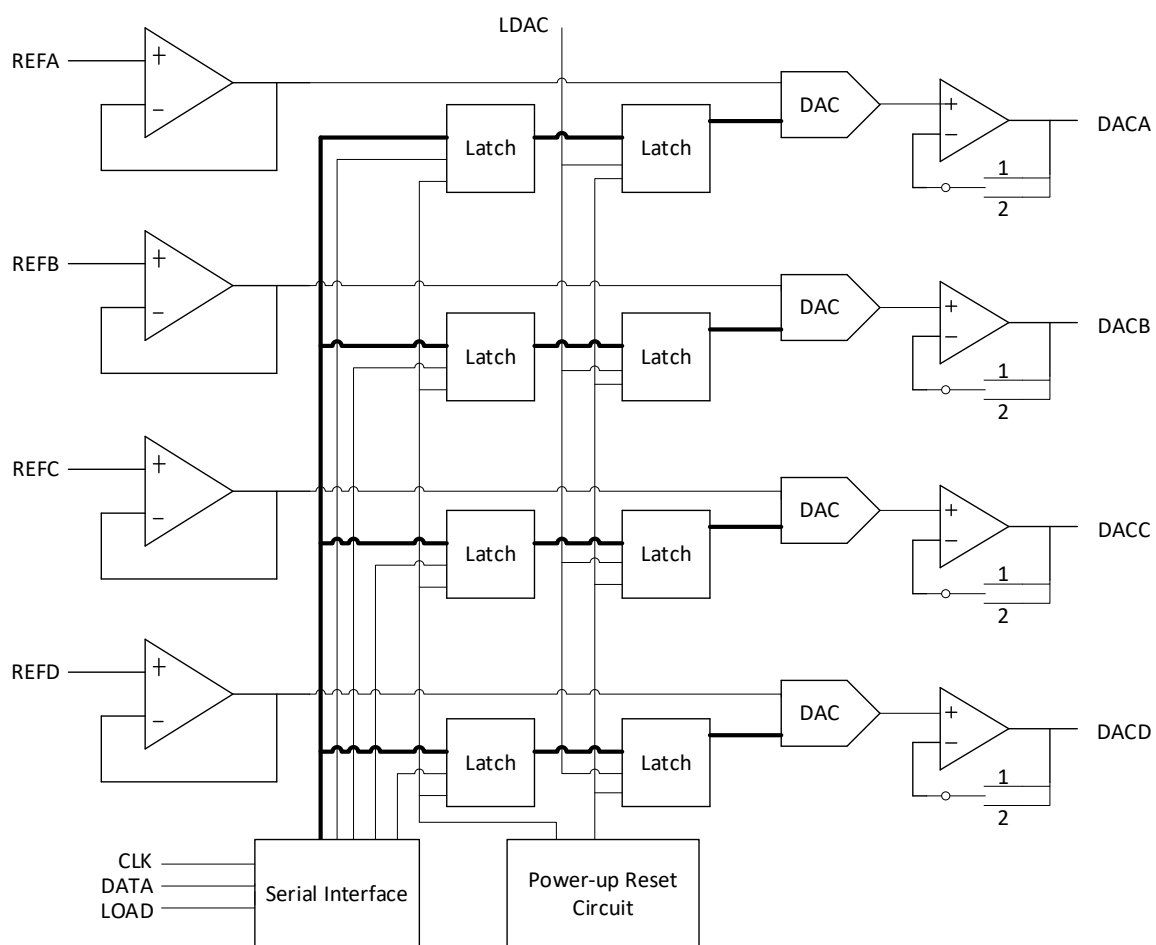 LDAC
REFA
+
−
DAC
+
−
DACA
Latch
Latch
1
2
REFB
+
−
DAC
+
−
DACB
Latch
Latch
1
2
REFC
+
−
DAC
+
−
DACC
Latch
Latch
1
2
REFD
+
−
DAC
+
−
DACD
Latch
Latch
1
2
CLK
DATA
LOAD
Serial Interface
Power-up Reset
Circuit